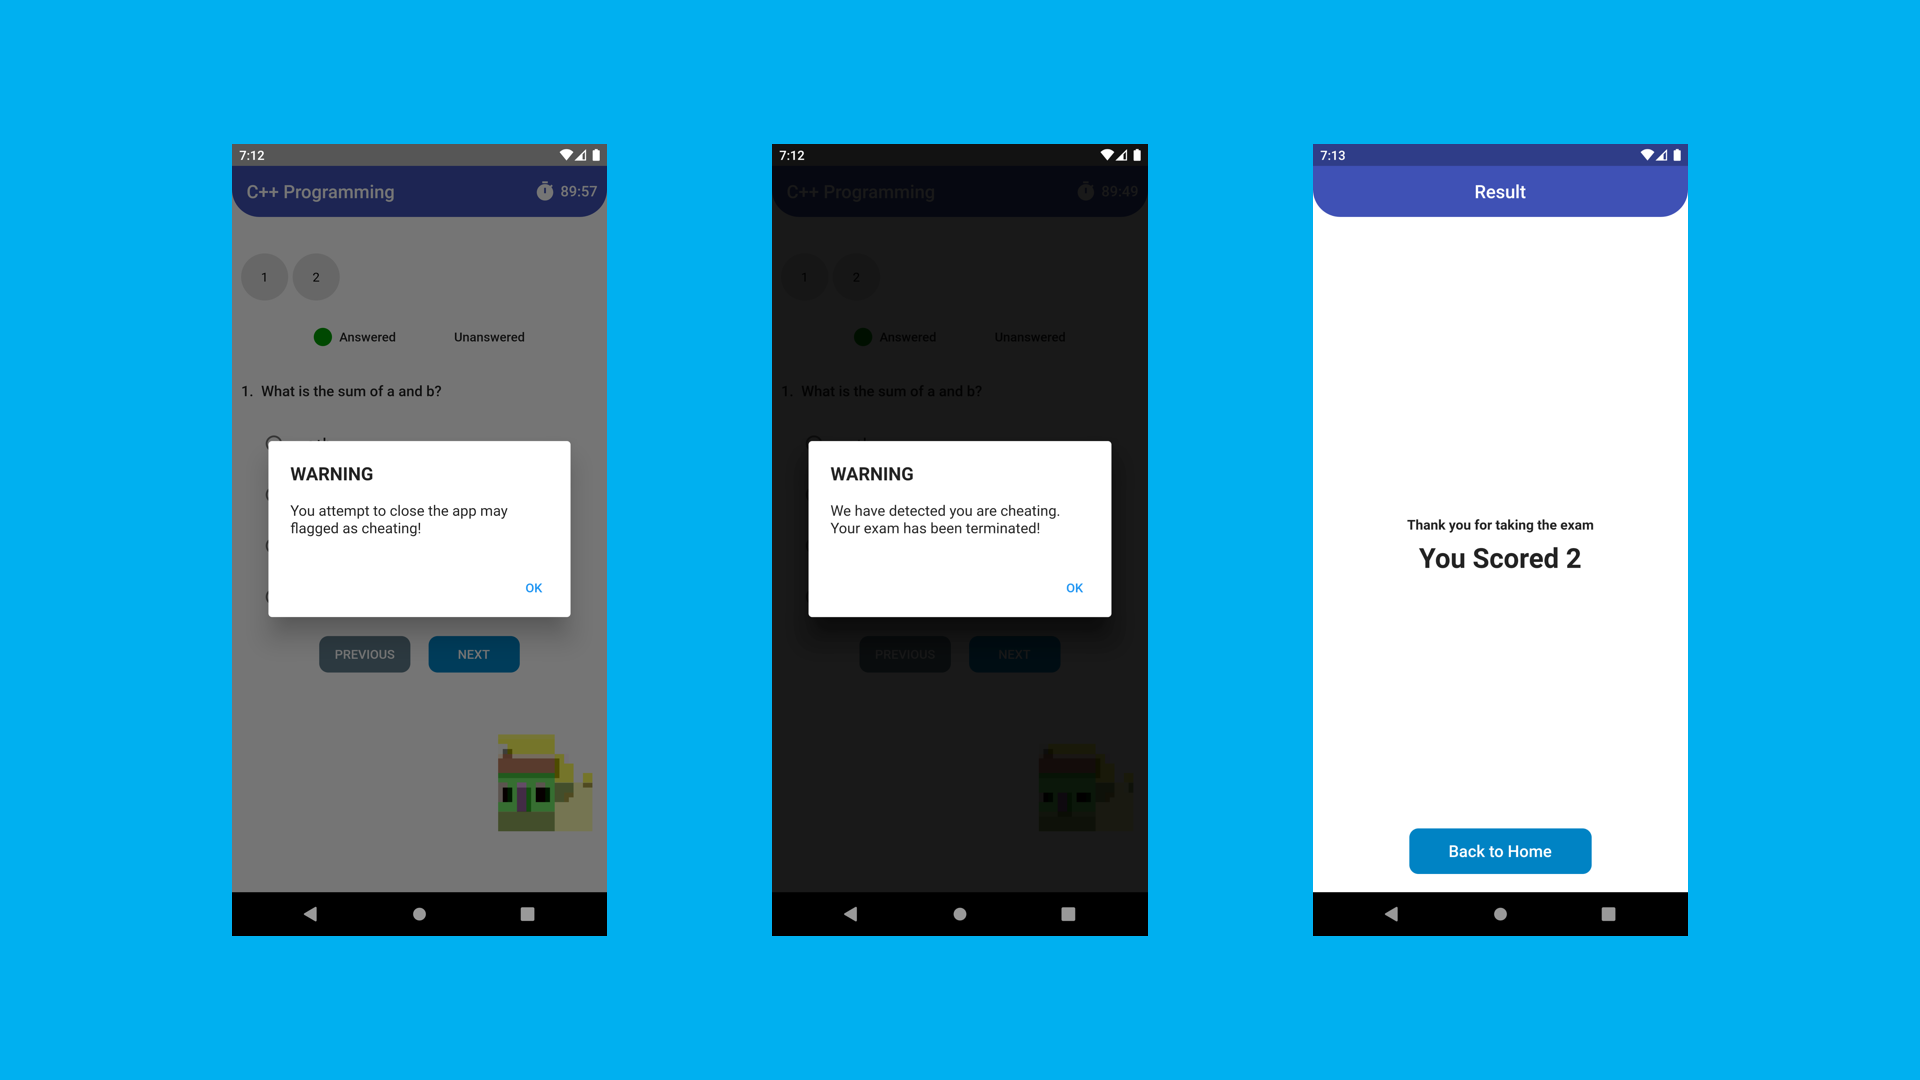 7:12
C++ Programming
89:57
1
2
Answered
Unanswered
1. What is the sum of a and b?
WARNING
You attempt to close the app may
flagged as cheating!
OK
PREVIOUS
NEXT
7:12
C++ Programming
89:49
1
2
Answered
Unanswered
1. What is the sum of a and b?
WARNING
We have detected you are cheating.
Your exam has been terminated!
OK
PREVIOUS
NEXT
7:13
Result
Thank you for taking the exam
You Scored 2
Back to Home